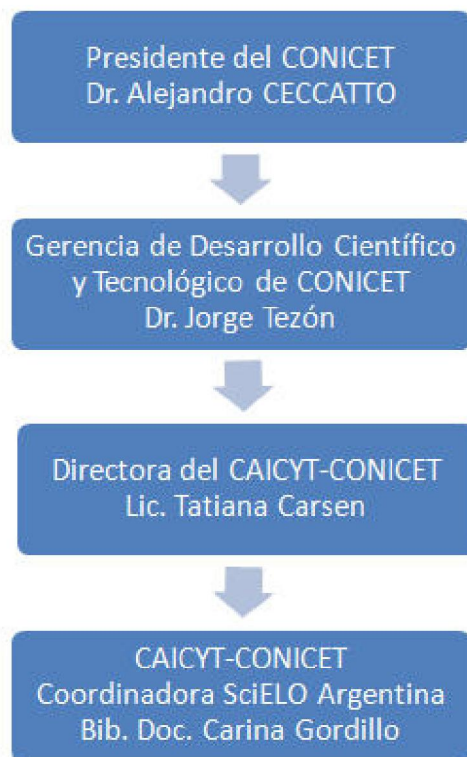 Presidente del CONICET
Dr. Alejandro CECCATTO
Gerencia de Desarrollo Científico
y Tecnológico de CONICET
Dr. Jorge Tezón
Directora del CAICYT-CONICET
Lic. Tatiana Carsen
CAICYT-CONICET
Coordinadora SciELO Argentina
Bib. Doc. Carina Gordillo